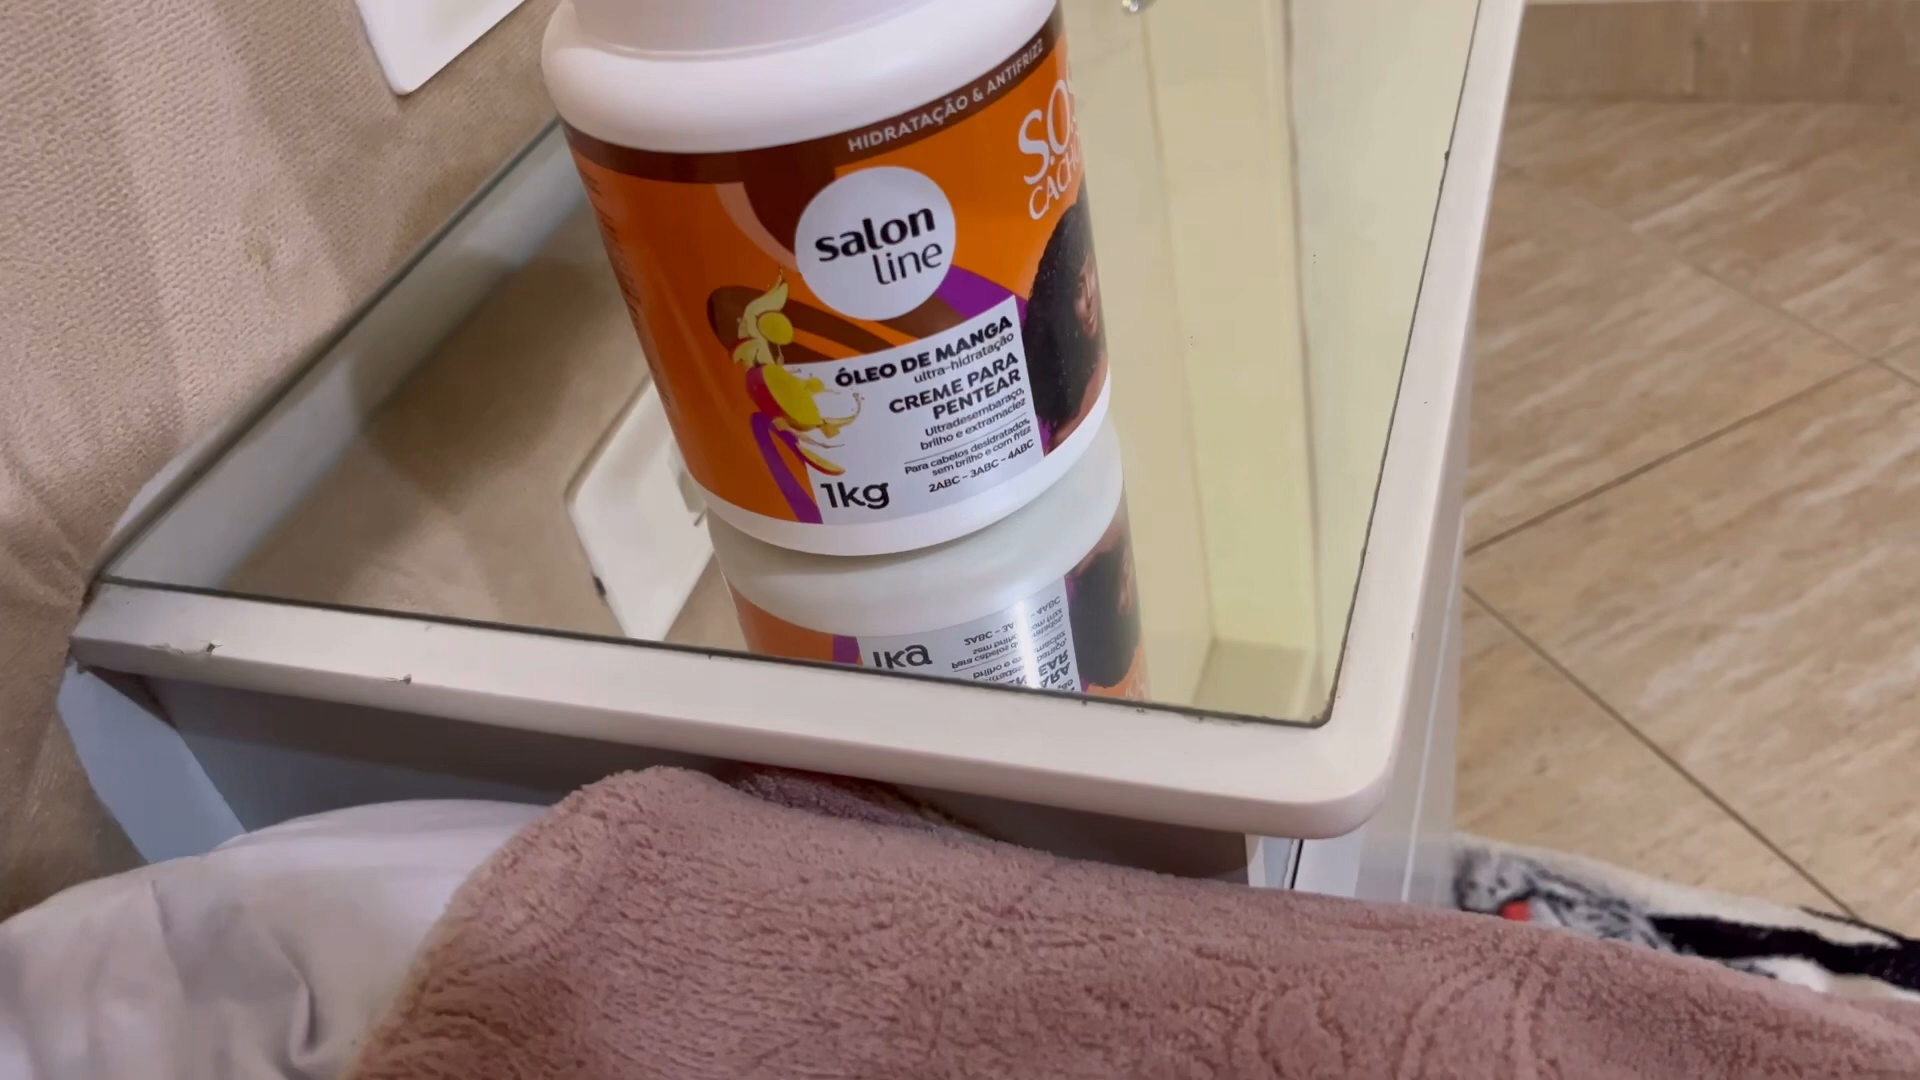 HIDRATAÇÃO & ANTIFRIZZ
S.O.
CACH
salon
line
ÓLEO DE MANGA
ultra-hidratação
CREME PARA
PENTEAR
Ultradesembaraço,
brilho e extramaciez
Para cabelos desidratados,
sem brilho e com frizz
2ABC - 3ABC - 4ABC
1kg